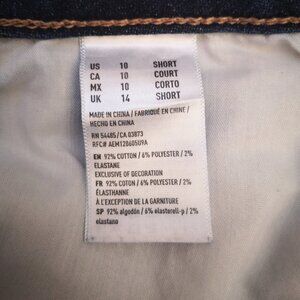 US 10 SHORT
CA 10 COURT
MX 10 CORTO
UK 14 SHORT
MADE IN CHINA / FABRIQUÉ EN CHINE /
HECHO EN CHINA
RN 54485/CA 03873
RFC# AEM128605U9A
EN 92% COTTON / 6% POLYESTER / 2%
ELASTANE
EXCLUSIVE OF DECORATION
FR 92% COTON / 6% POLYESTER / 2%
ÉLASTHANNE
À L'EXCEPTION DE LA GARNITURE
SP 92% algodón / 6% elasterell-p / 2%
elastano